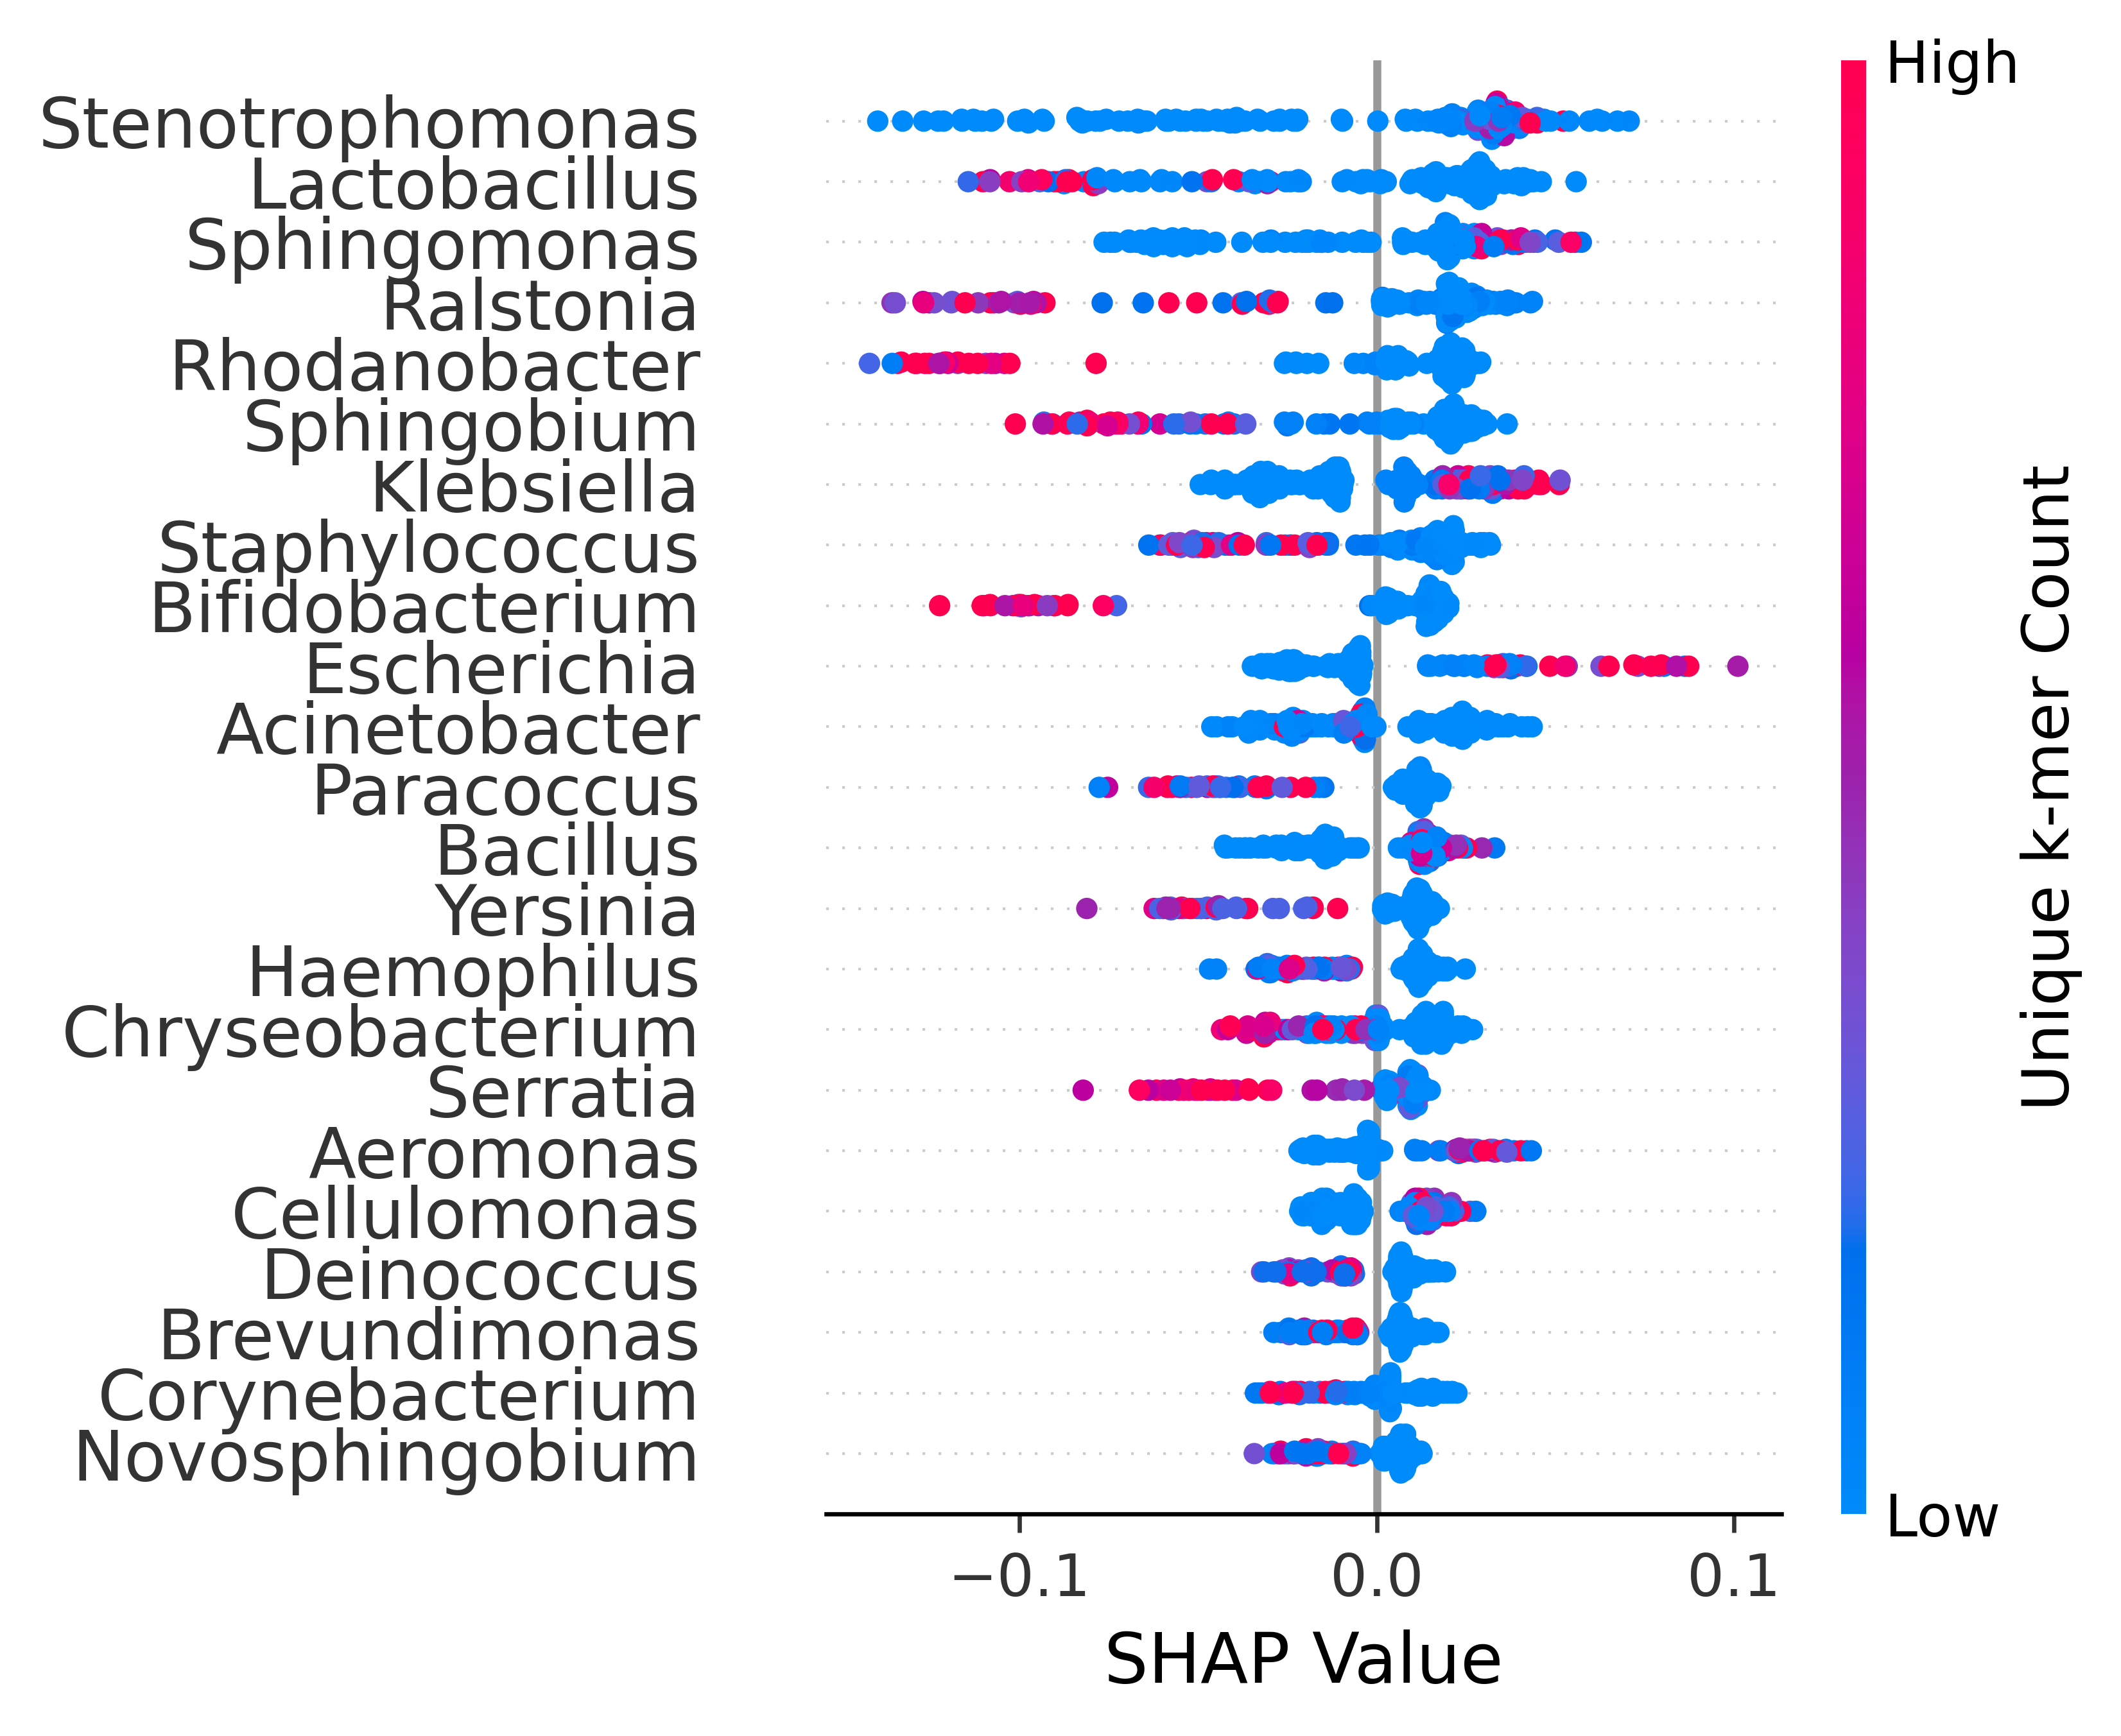 High
Stenotrophomonas
Lactobacillus
Sphingomonas
Ralstonia
Rhodanobacter
Sphingobium
Klebsiella
Staphylococcus
Bifidobacterium
Escherichia
Acinetobacter
Paracoccus
Bacillus
Yersinia
Haemophilus
Chryseobacterium
Serratia
Aeromonas
Cellulomonas
Deinococcus
Brevundimonas
Corynebacterium
Novosphingobium
Unique k-mer Count
Low
−0.1 0.0 0.1
SHAP Value